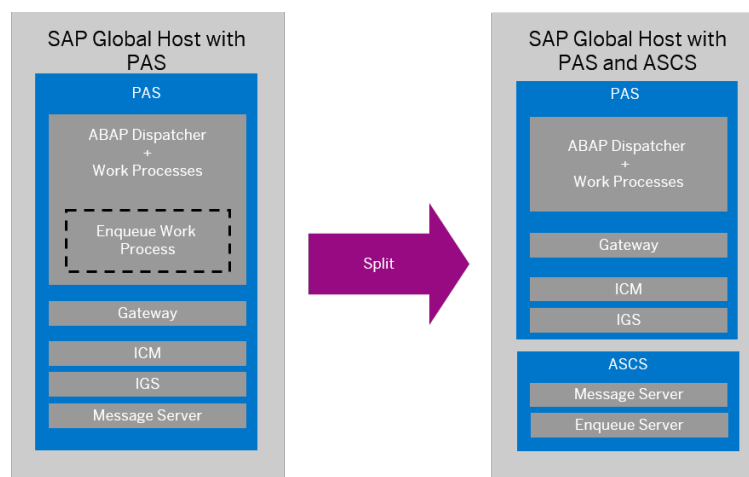 SAP Global Host with
PAS
PAS
ABAP Dispatcher
+
Work Processes
Enqueue Work
Process
Gateway
ICM
IGS
Message Server
Split
SAP Global Host with
PAS and ASCS
PAS
ABAP Dispatcher
+
Work Processes
Gateway
ICM
IGS
ASCS
Message Server
Enqueue Server